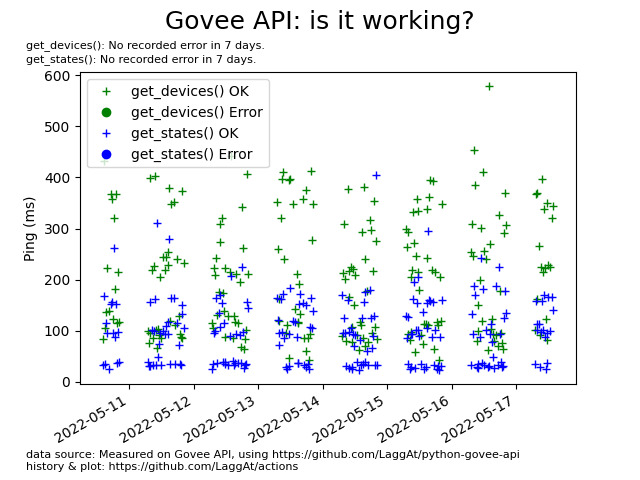 Govee API: is it working?
get_devices(): No recorded error in 7 days.
get_states(): No recorded error in 7 days.
600
500
400
300
200
100
0
Ping (ms)
get_devices() OK
get_devices() Error
get_states() OK
get_states() Error
2022-05-11
2022-05-12
2022-05-13
2022-05-14
2022-05-15
2022-05-16
2022-05-17
data source: Measured on Govee API, using https://github.com/LaggAt/python-govee-api
history & plot: https://github.com/LaggAt/actions